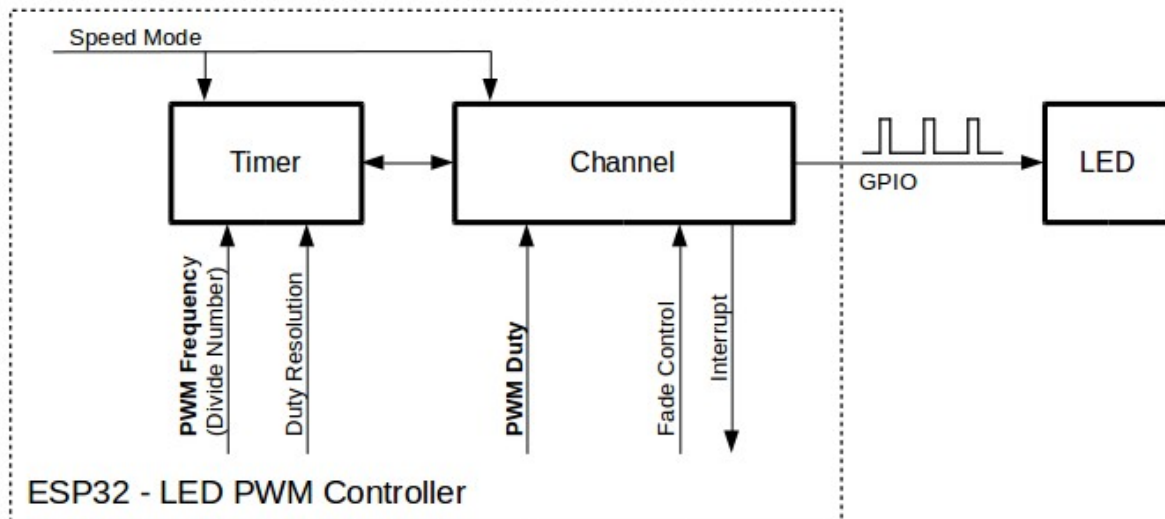 Speed Mode
Timer
Channel
GPIO
LED
PWM Frequency
(Divide Number)
Duty Resolution
PWM Duty
Fade Control
Interrupt
ESP32 - LED PWM Controller